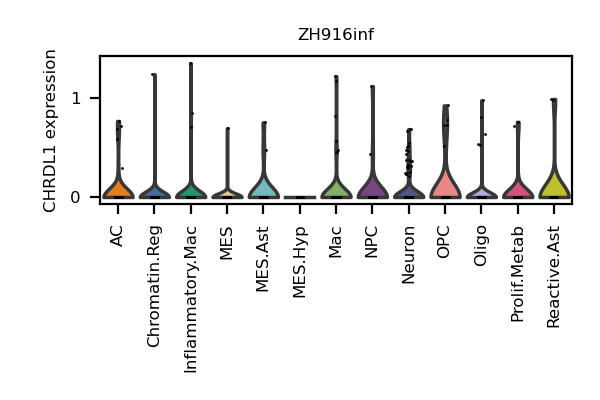 ZH916inf
CHRDL1 expression
1
0
AC
Chromatin.Reg
Inflammatory.Mac
MES
MES.Ast
MES.Hyp
Mac
NPC
Neuron
OPC
Oligo
Prolif.Metab
Reactive.Ast